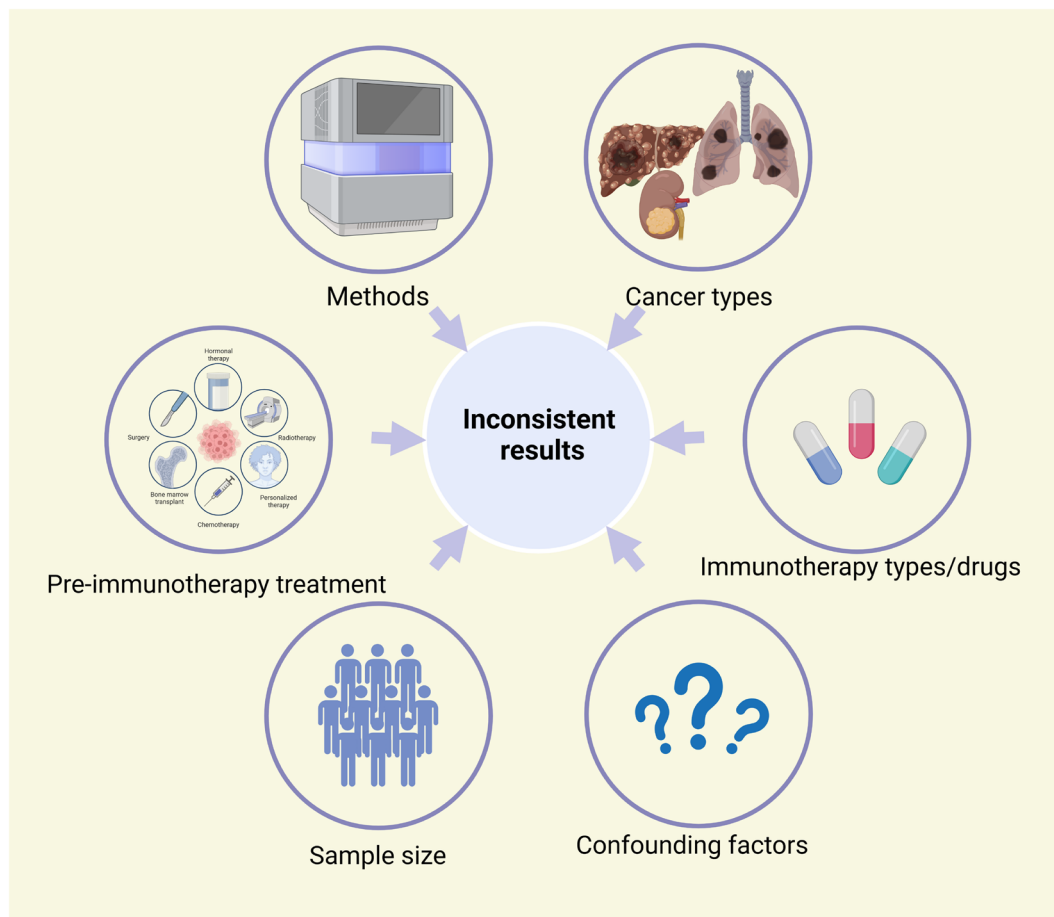 Methods
Cancer types
Inconsistent
results
Hormonal
therapy
Surgery
Radiotherapy
Bone marrow
transplant
Personalized
therapy
Chemotherapy
Pre-immunotherapy treatment
Immunotherapy types/drugs
Sample size
Confounding factors